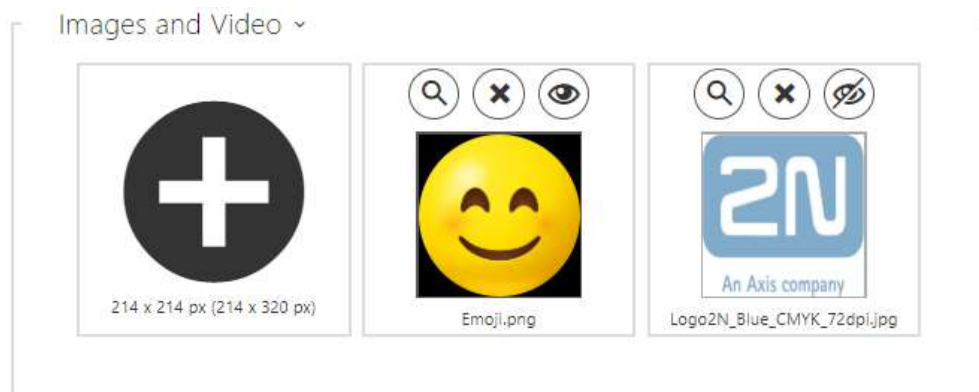 Images and Video
2N
An Axis company
214 x 214 px (214 x 320 px)
Emoji.png
Logo2N_Blue_CMYK_72dpi.jpg